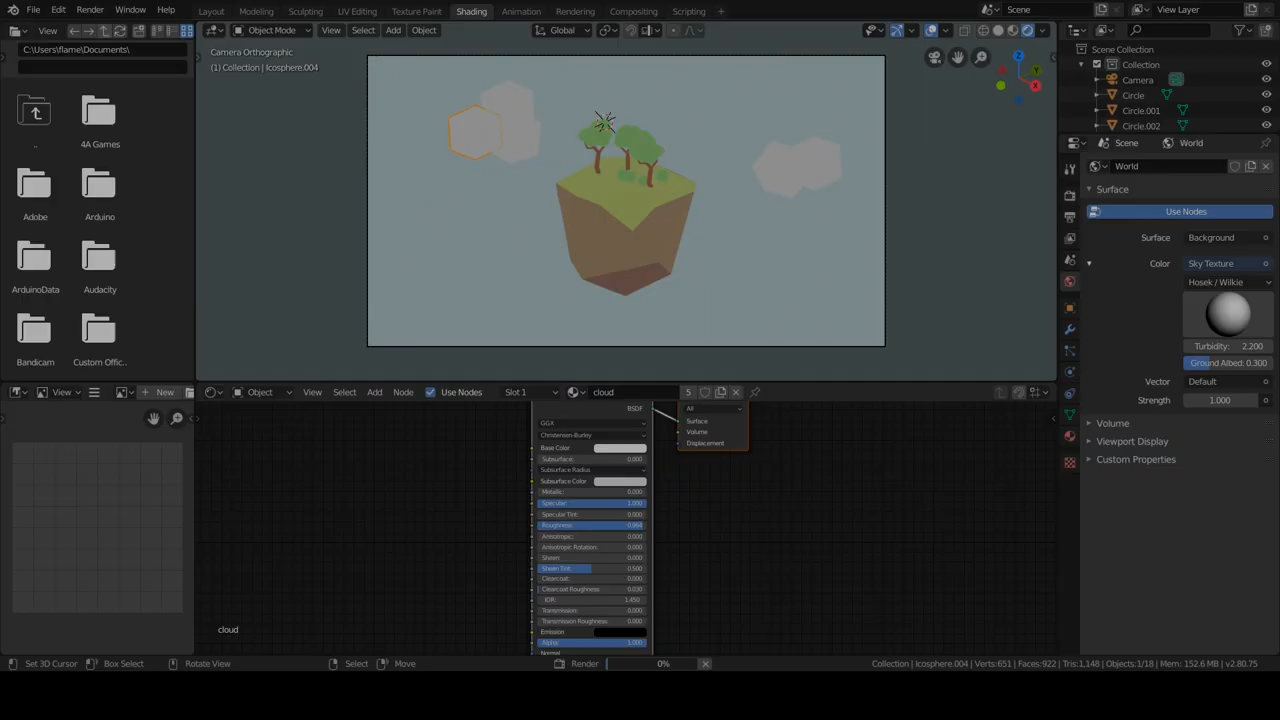 File Edit Render Window Help
Layout Modeling Sculpting UV Editing Texture Paint Shading Animation Rendering Compositing Scripting
Scene
View Layer
View
C:\Users\flame\Documents\
..
4A Games
Adobe
Arduino
ArduinoData
Audacity
Bandicam
Custom Offic..
Object Mode View Select Add Object Global
Camera Orthographic
(1) Collection | Icosphere.004
Z
Y
X
Scene Collection
Collection
Camera
Circle
Circle.001
Circle.002
Scene World
World
Surface
Use Nodes
Surface Background
Color Sky Texture
Hosek / Wilkie
Turbidity: 2.200
Ground Albed: 0.300
Vector Default
Strength 1.000
Volume
Viewport Display
Custom Properties
View New
Object View Select Add Node Use Nodes Slot 1 cloud 5
BSDF
GGX
Christensen-Burley
Base Color
Subsurface: 0.000
Subsurface Radius
Subsurface Color
Metallic: 0.000
Specular: 1.000
Specular Tint: 0.000
Roughness: 0.964
Anisotropic: 0.000
Anisotropic Rotation: 0.000
Sheen: 0.000
Sheen Tint: 0.500
Clearcoat: 0.000
Clearcoat Roughness: 0.030
IOR: 1.450
Transmission: 0.000
Transmission Roughness: 0.000
Emission
Alpha: 1.000
Normal
All
Surface
Volume
Displacement
cloud
Set 3D Cursor Box Select Rotate View Select Move Render 0% Collection | Icosphere.004 | Verts:651 | Faces:922 | Tris:1,148 | Objects:1/18 | Mem: 152.6 MB | v2.80.75